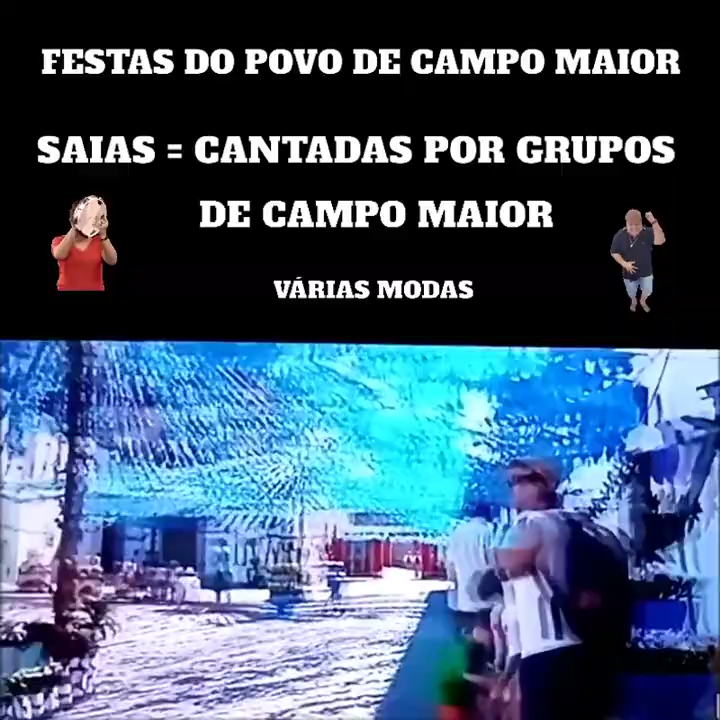 FESTAS DO POVO DE CAMPO MAIOR
SAIAS = CANTADAS POR GRUPOS
DE CAMPO MAIOR
VÁRIAS MODAS